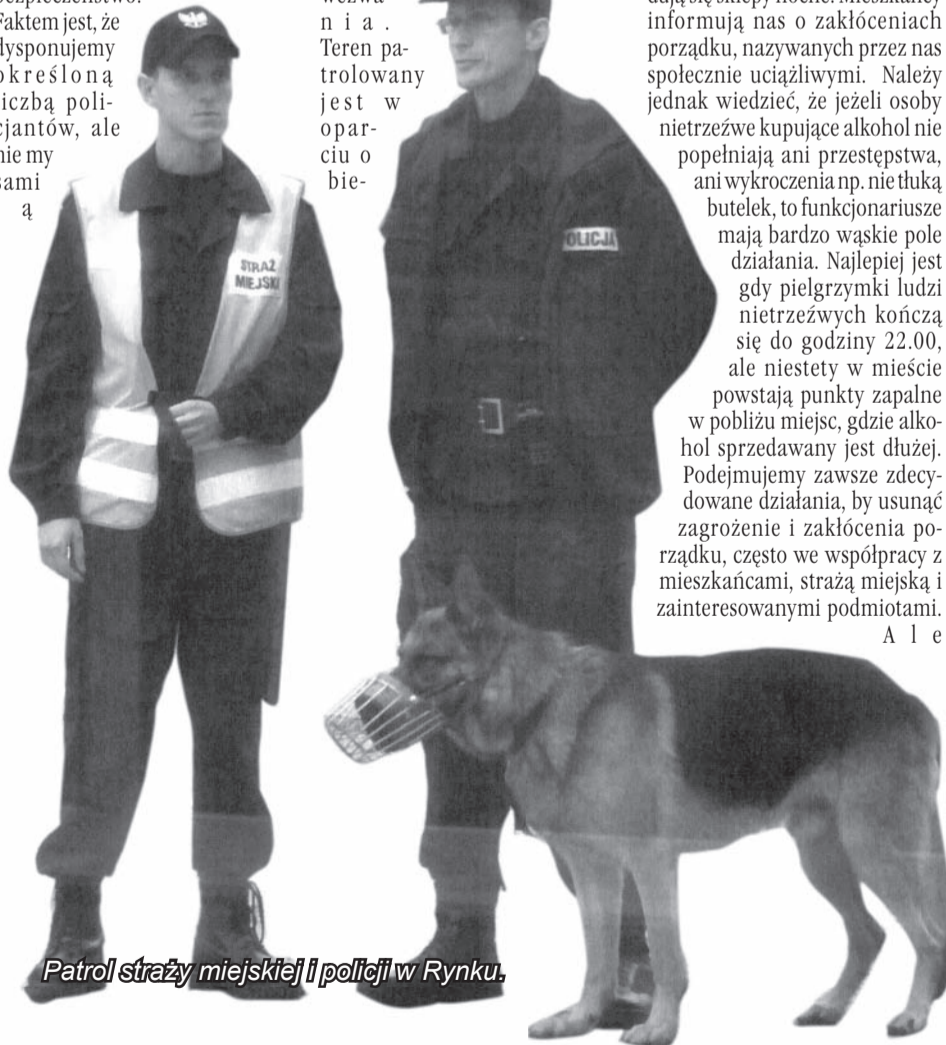 Faktem jest, że
dysponujemy
określoną
liczbą poli-
cjantów, ale
nie my
sami
ą
n i a .
Teren pa-
trolowany
jest w
opar-
ciu o
bie-
informują nas o zakłóceniach
porządku, nazywanych przez nas
społecznie uciążliwymi. Należy
jednak wiedzieć, że jeżeli osoby
nietrzeźwe kupujące alkohol nie
popełniają ani przestępstwa,
ani wykroczenia np. nie tłuką
butelek, to funkcjonariusze
mają bardzo wąskie pole
działania. Najlepiej jest
gdy pielgrzymki ludzi
nietrzeźwych kończą
się do godziny 22.00,
ale niestety w mieście
powstają punkty zapalne
w pobliżu miejsc, gdzie alko-
hol sprzedawany jest dłużej.
Podejmujemy zawsze zdecy-
dowane działania, by usunąć
zagrożenie i zakłócenia po-
rządku, często we współpracy z
mieszkańcami, strażą miejską i
zainteresowanymi podmiotami.
A l e
STRAŻ
MIEJSKA
POLICJA
Patrol straży miejskiej i policji w Rynku.